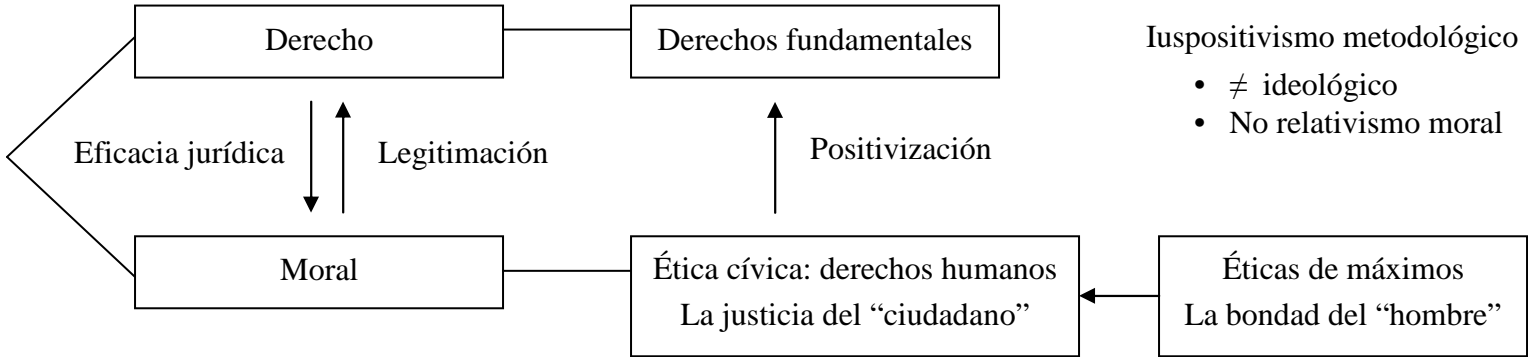 Derecho
Derechos fundamentales
Iuspositivismo metodológico
• ≠ ideológico
• No relativismo moral
Eficacia jurídica
Legitimación
Positivización
Moral
Ética cívica: derechos humanos
La justicia del “ciudadano”
Éticas de máximos
La bondad del “hombre”